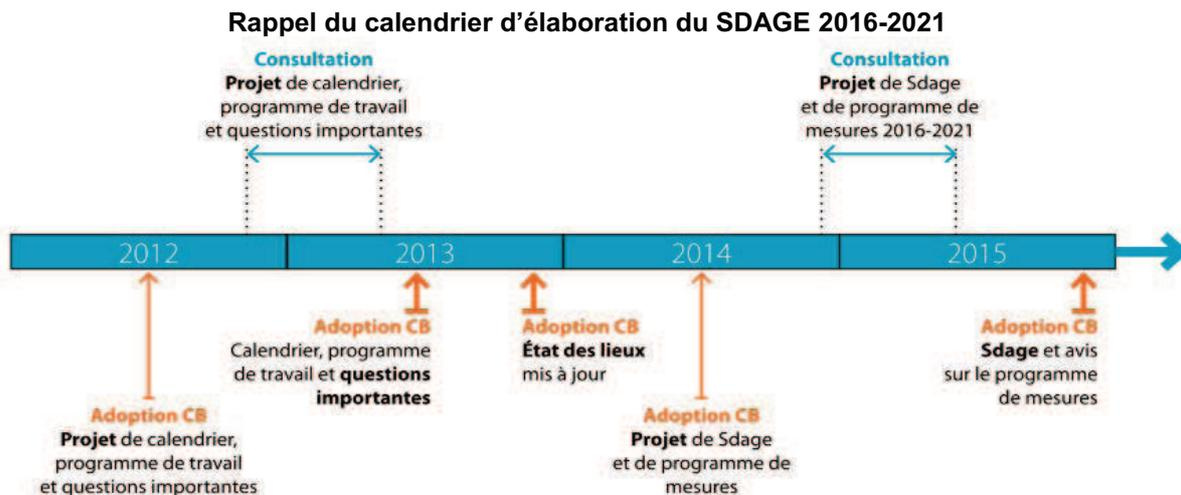 Rappel du calendrier d’élaboration du SDAGE 2016-2021
Consultation
Projet de calendrier,
programme de travail
et questions importantes
Consultation
Projet de Sdage
et de programme de
mesures 2016-2021
2012
2013
2014
2015
Adoption CB
Projet de calendrier,
programme de travail
et questions importantes
Adoption CB
Calendrier, programme
de travail et questions
importantes
Adoption CB
État des lieux
mis à jour
Adoption CB
Projet de Sdage
et de programme de
mesures
Adoption CB
Sdage et avis
sur le programme
de mesures